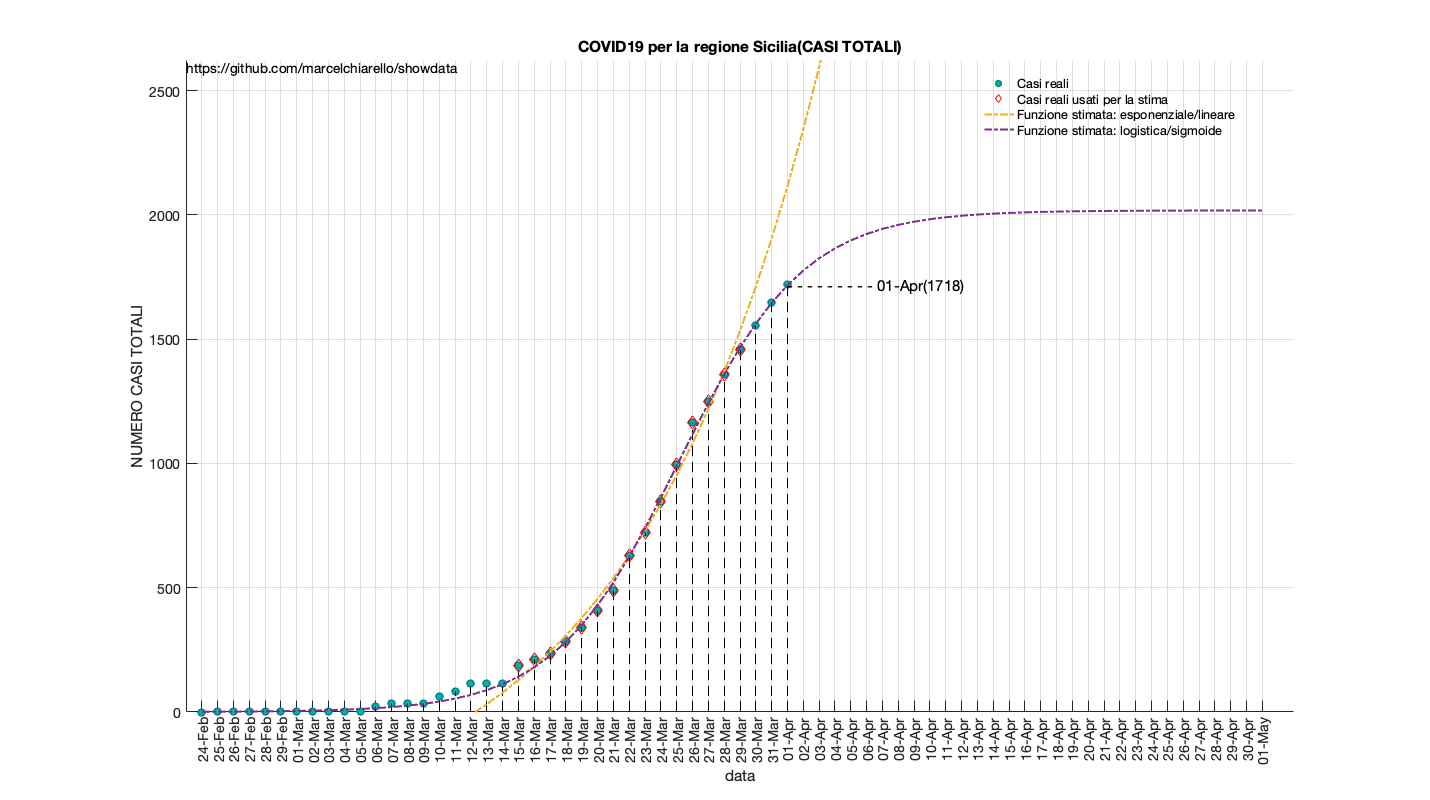 COVID19 per la regione Sicilia(CASI TOTALI)
https://github.com/marcelchiarello/showdata
Casi reali
Casi reali usati per la stima
Funzione stimata: esponenziale/lineare
Funzione stimata: logistica/sigmoide
2500
2000
1500
1000
500
0
NUMERO CASI TOTALI
01-Apr(1718)
24-Feb
25-Feb
26-Feb
27-Feb
28-Feb
29-Feb
01-Mar
02-Mar
03-Mar
04-Mar
05-Mar
06-Mar
07-Mar
08-Mar
09-Mar
10-Mar
11-Mar
12-Mar
13-Mar
14-Mar
15-Mar
16-Mar
17-Mar
18-Mar
19-Mar
20-Mar
21-Mar
22-Mar
23-Mar
24-Mar
25-Mar
26-Mar
27-Mar
28-Mar
29-Mar
30-Mar
31-Mar
01-Apr
02-Apr
03-Apr
04-Apr
05-Apr
06-Apr
07-Apr
08-Apr
09-Apr
10-Apr
11-Apr
12-Apr
13-Apr
14-Apr
15-Apr
16-Apr
17-Apr
18-Apr
19-Apr
20-Apr
21-Apr
22-Apr
23-Apr
24-Apr
25-Apr
26-Apr
27-Apr
28-Apr
29-Apr
30-Apr
01-May
data